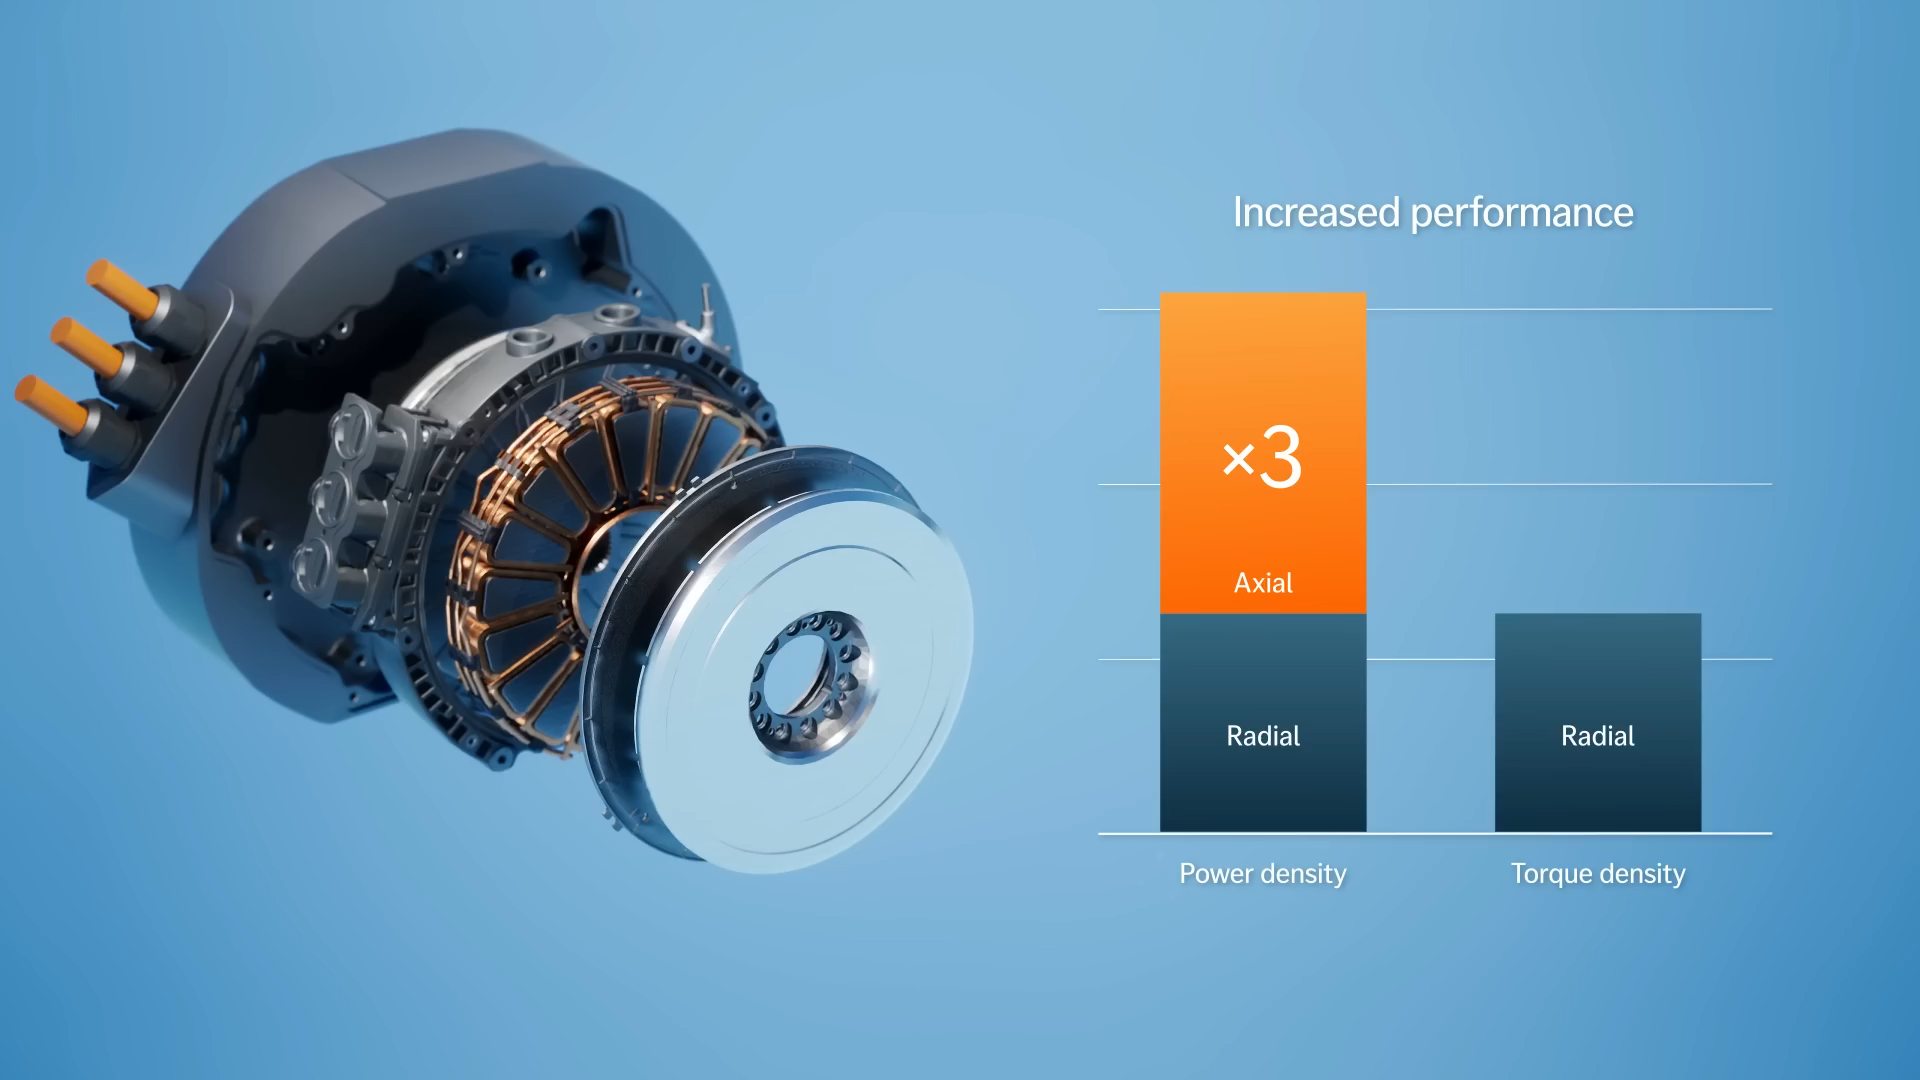 Increased performance
×3
Axial
Radial
Radial
Power density
Torque density